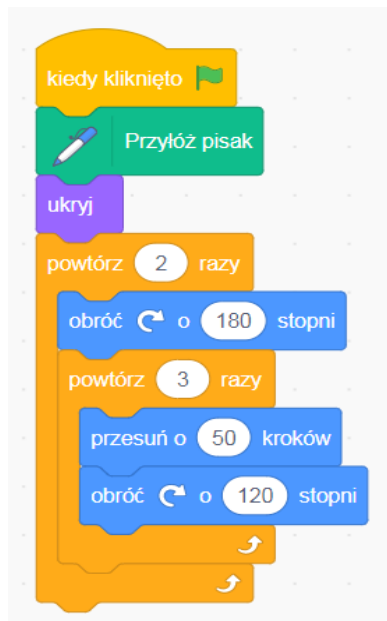 kiedy kliknięto
Przyłóż pisak
ukryj
powtórz 2 razy
obróć o 180 stopni
powtórz 3 razy
przesuń o 50 kroków
obróć o 120 stopni